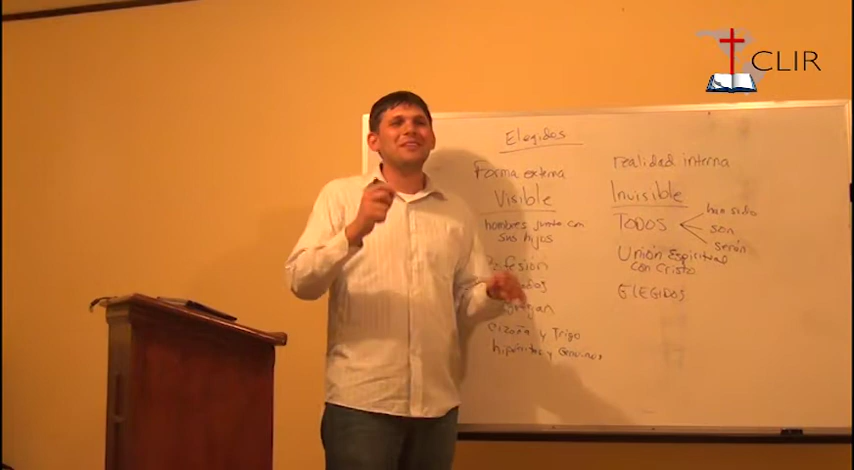 CLIR
Elegidos
Forma externa
Visible
hombres junto con
sus hijos
Cizaña y Trigo
hipócritas y Genuinos
realidad interna
Invisible
TODOS
han sido
son
serán
Unión Espiritual
con Cristo
ELEGIDOS